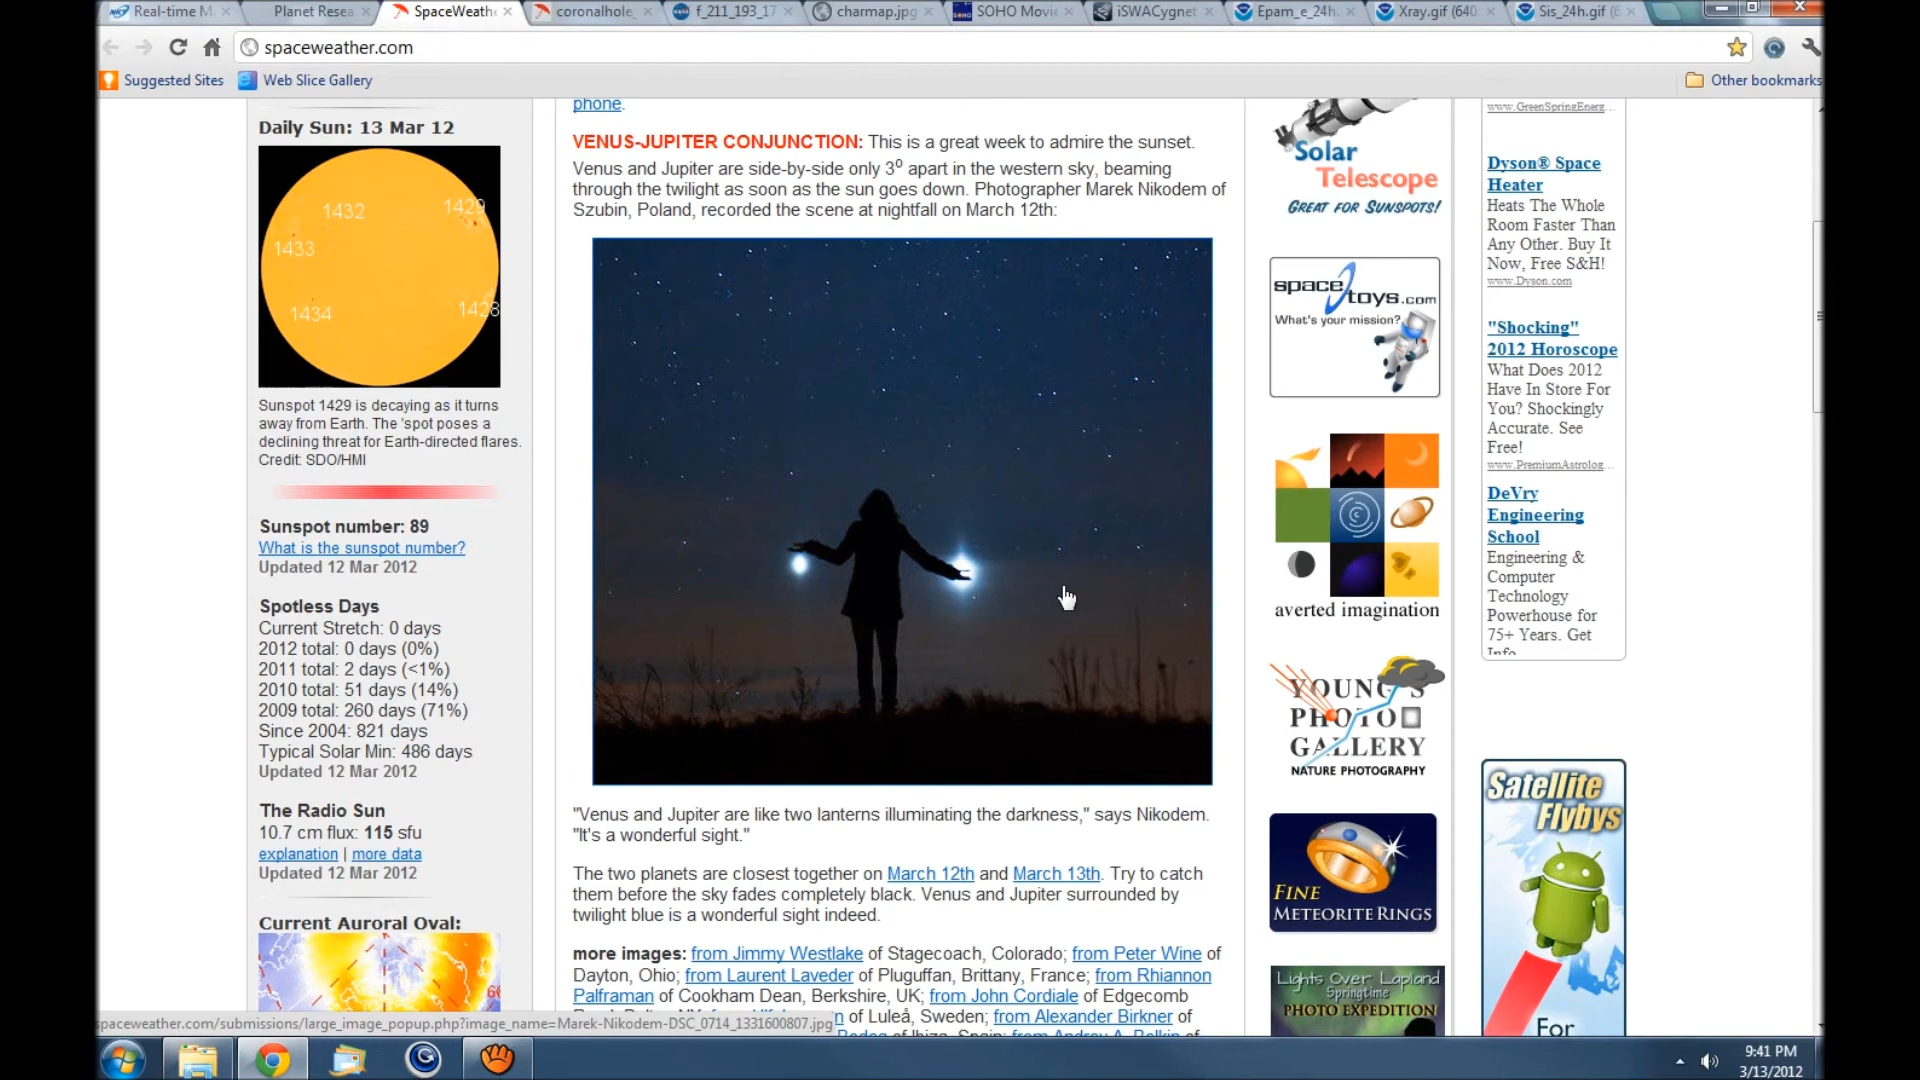 Real-time M
Planet Resea
SpaceWeath
coronalhole_
f_211_193_17
charmap.jpg
SOHO Movie
iSWACygnet
Epam_e_24h.
Xray.gif (640
Sis_24h.gif (6
spaceweather.com
Suggested Sites
Web Slice Gallery
Other bookmarks
Daily Sun: 13 Mar 12
1432
1429
1433
1434
1428
Sunspot 1429 is decaying as it turns
away from Earth. The 'spot poses a
declining threat for Earth-directed flares.
Credit: SDO/HMI
Sunspot number: 89
What is the sunspot number?
Updated 12 Mar 2012
Spotless Days
Current Stretch: 0 days
2012 total: 0 days (0%)
2011 total: 2 days (<1%)
2010 total: 51 days (14%)
2009 total: 260 days (71%)
Since 2004: 821 days
Typical Solar Min: 486 days
Updated 12 Mar 2012
The Radio Sun
10.7 cm flux: 115 sfu
explanation | more data
Updated 12 Mar 2012
Current Auroral Oval:
phone.
VENUS-JUPITER CONJUNCTION: This is a great week to admire the sunset.
Venus and Jupiter are side-by-side only 3º apart in the western sky, beaming
through the twilight as soon as the sun goes down. Photographer Marek Nikodem of
Szubin, Poland, recorded the scene at nightfall on March 12th:
"Venus and Jupiter are like two lanterns illuminating the darkness," says Nikodem.
"It's a wonderful sight."
The two planets are closest together on March 12th and March 13th. Try to catch
them before the sky fades completely black. Venus and Jupiter surrounded by
twilight blue is a wonderful sight indeed.
more images: from Jimmy Westlake of Stagecoach, Colorado; from Peter Wine of
Dayton, Ohio; from Laurent Laveder of Pluguffan, Brittany, France; from Rhiannon
Palframan of Cookham Dean, Berkshire, UK; from John Cordiale of Edgecomb
n of Luleå, Sweden; from Alexander Birkner of
spaceweather.com/submissions/large_image_popup.php?image_name=Marek-Nikodem-DSC_0714_1331600807.jpg
Solar
Telescope
GREAT FOR SUNSPOTS!
space toys.com
What's your mission?
averted imagination
YOUNG'S
PHOTO
GALLERY
NATURE PHOTOGRAPHY
FINE
METEORITE RINGS
Lights Over Lapland
Springtime
PHOTO EXPEDITION
www.GreenSpringEnerg...
Dyson® Space
Heater
Heats The Whole
Room Faster Than
Any Other. Buy It
Now, Free S&H!
www.Dyson.com
"Shocking"
2012 Horoscope
What Does 2012
Have In Store For
You? Shockingly
Accurate. See
Free!
www.PremiumAstrolog...
DeVry
Engineering
School
Engineering &
Computer
Technology
Powerhouse for
75+ Years. Get
Info
Satellite
Flybys
For
9:41 PM
3/13/2012